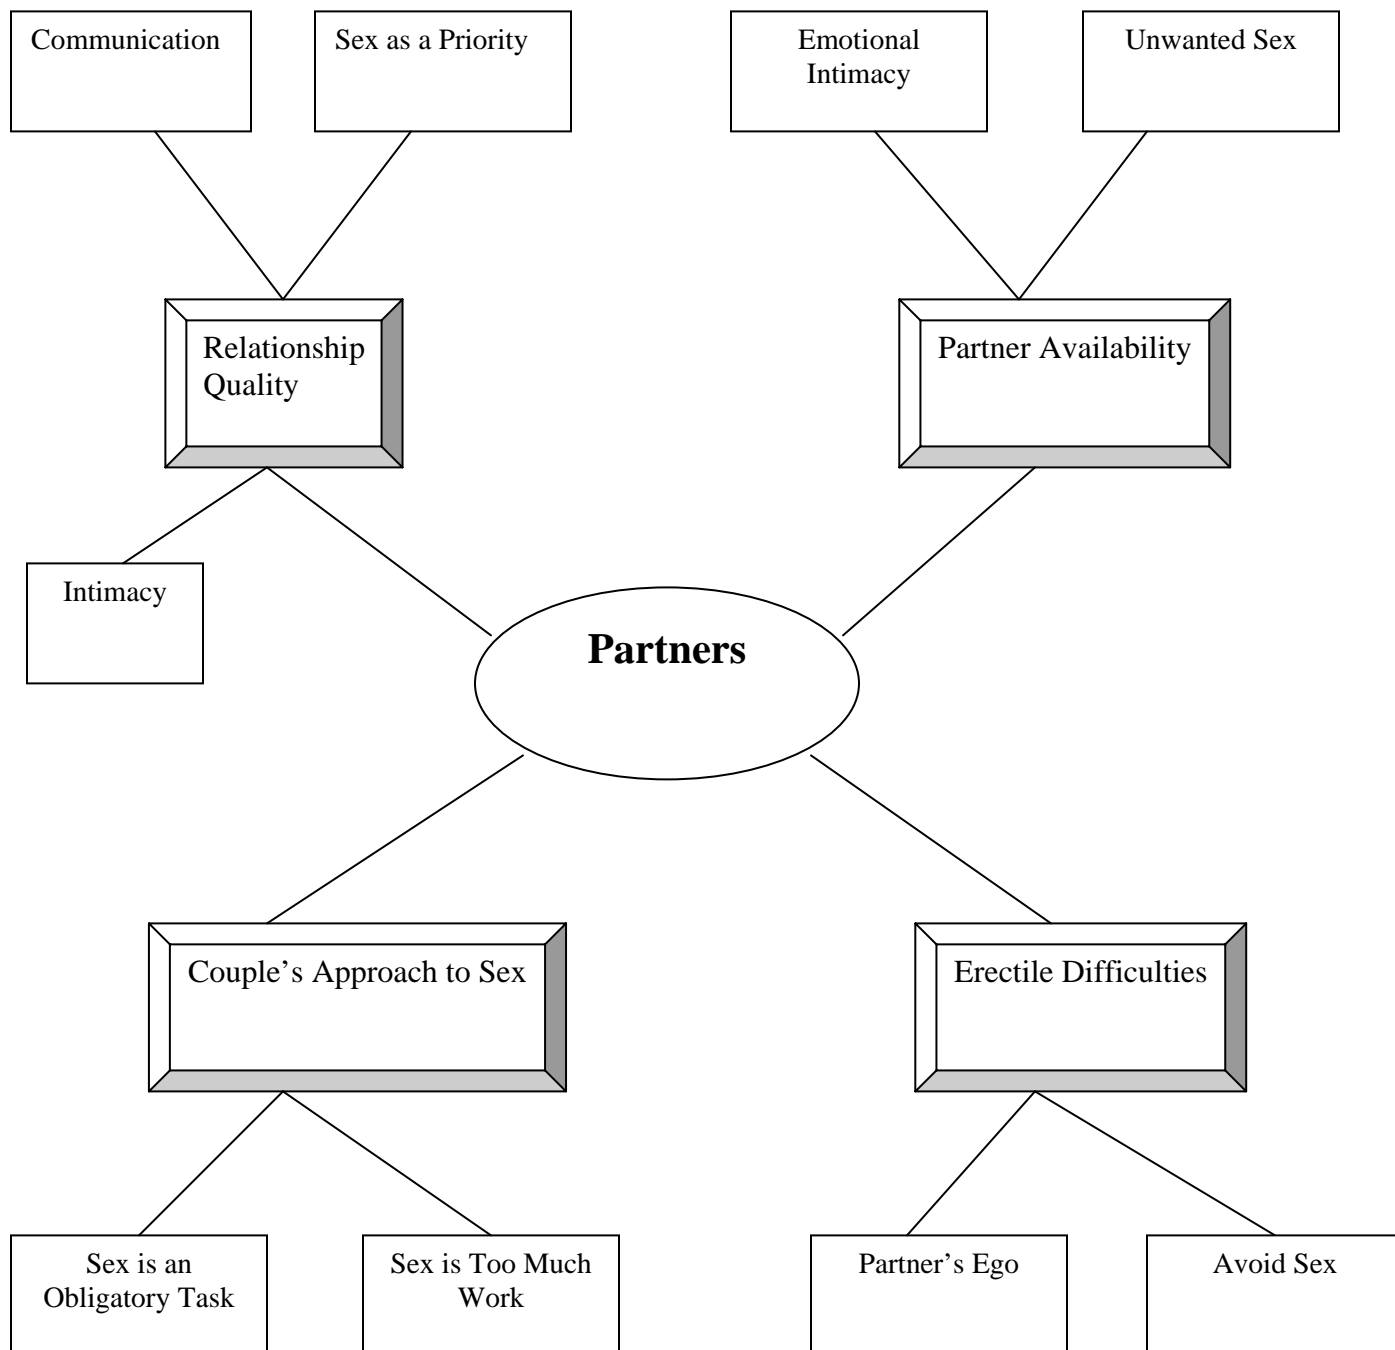 Communication
Sex as a Priority
Emotional
Intimacy
Unwanted Sex
Relationship
Quality
Partner Availability
Intimacy
Partners
Couple’s Approach to Sex
Erectile Difficulties
Sex is an
Obligatory Task
Sex is Too Much
Work
Partner’s Ego
Avoid Sex